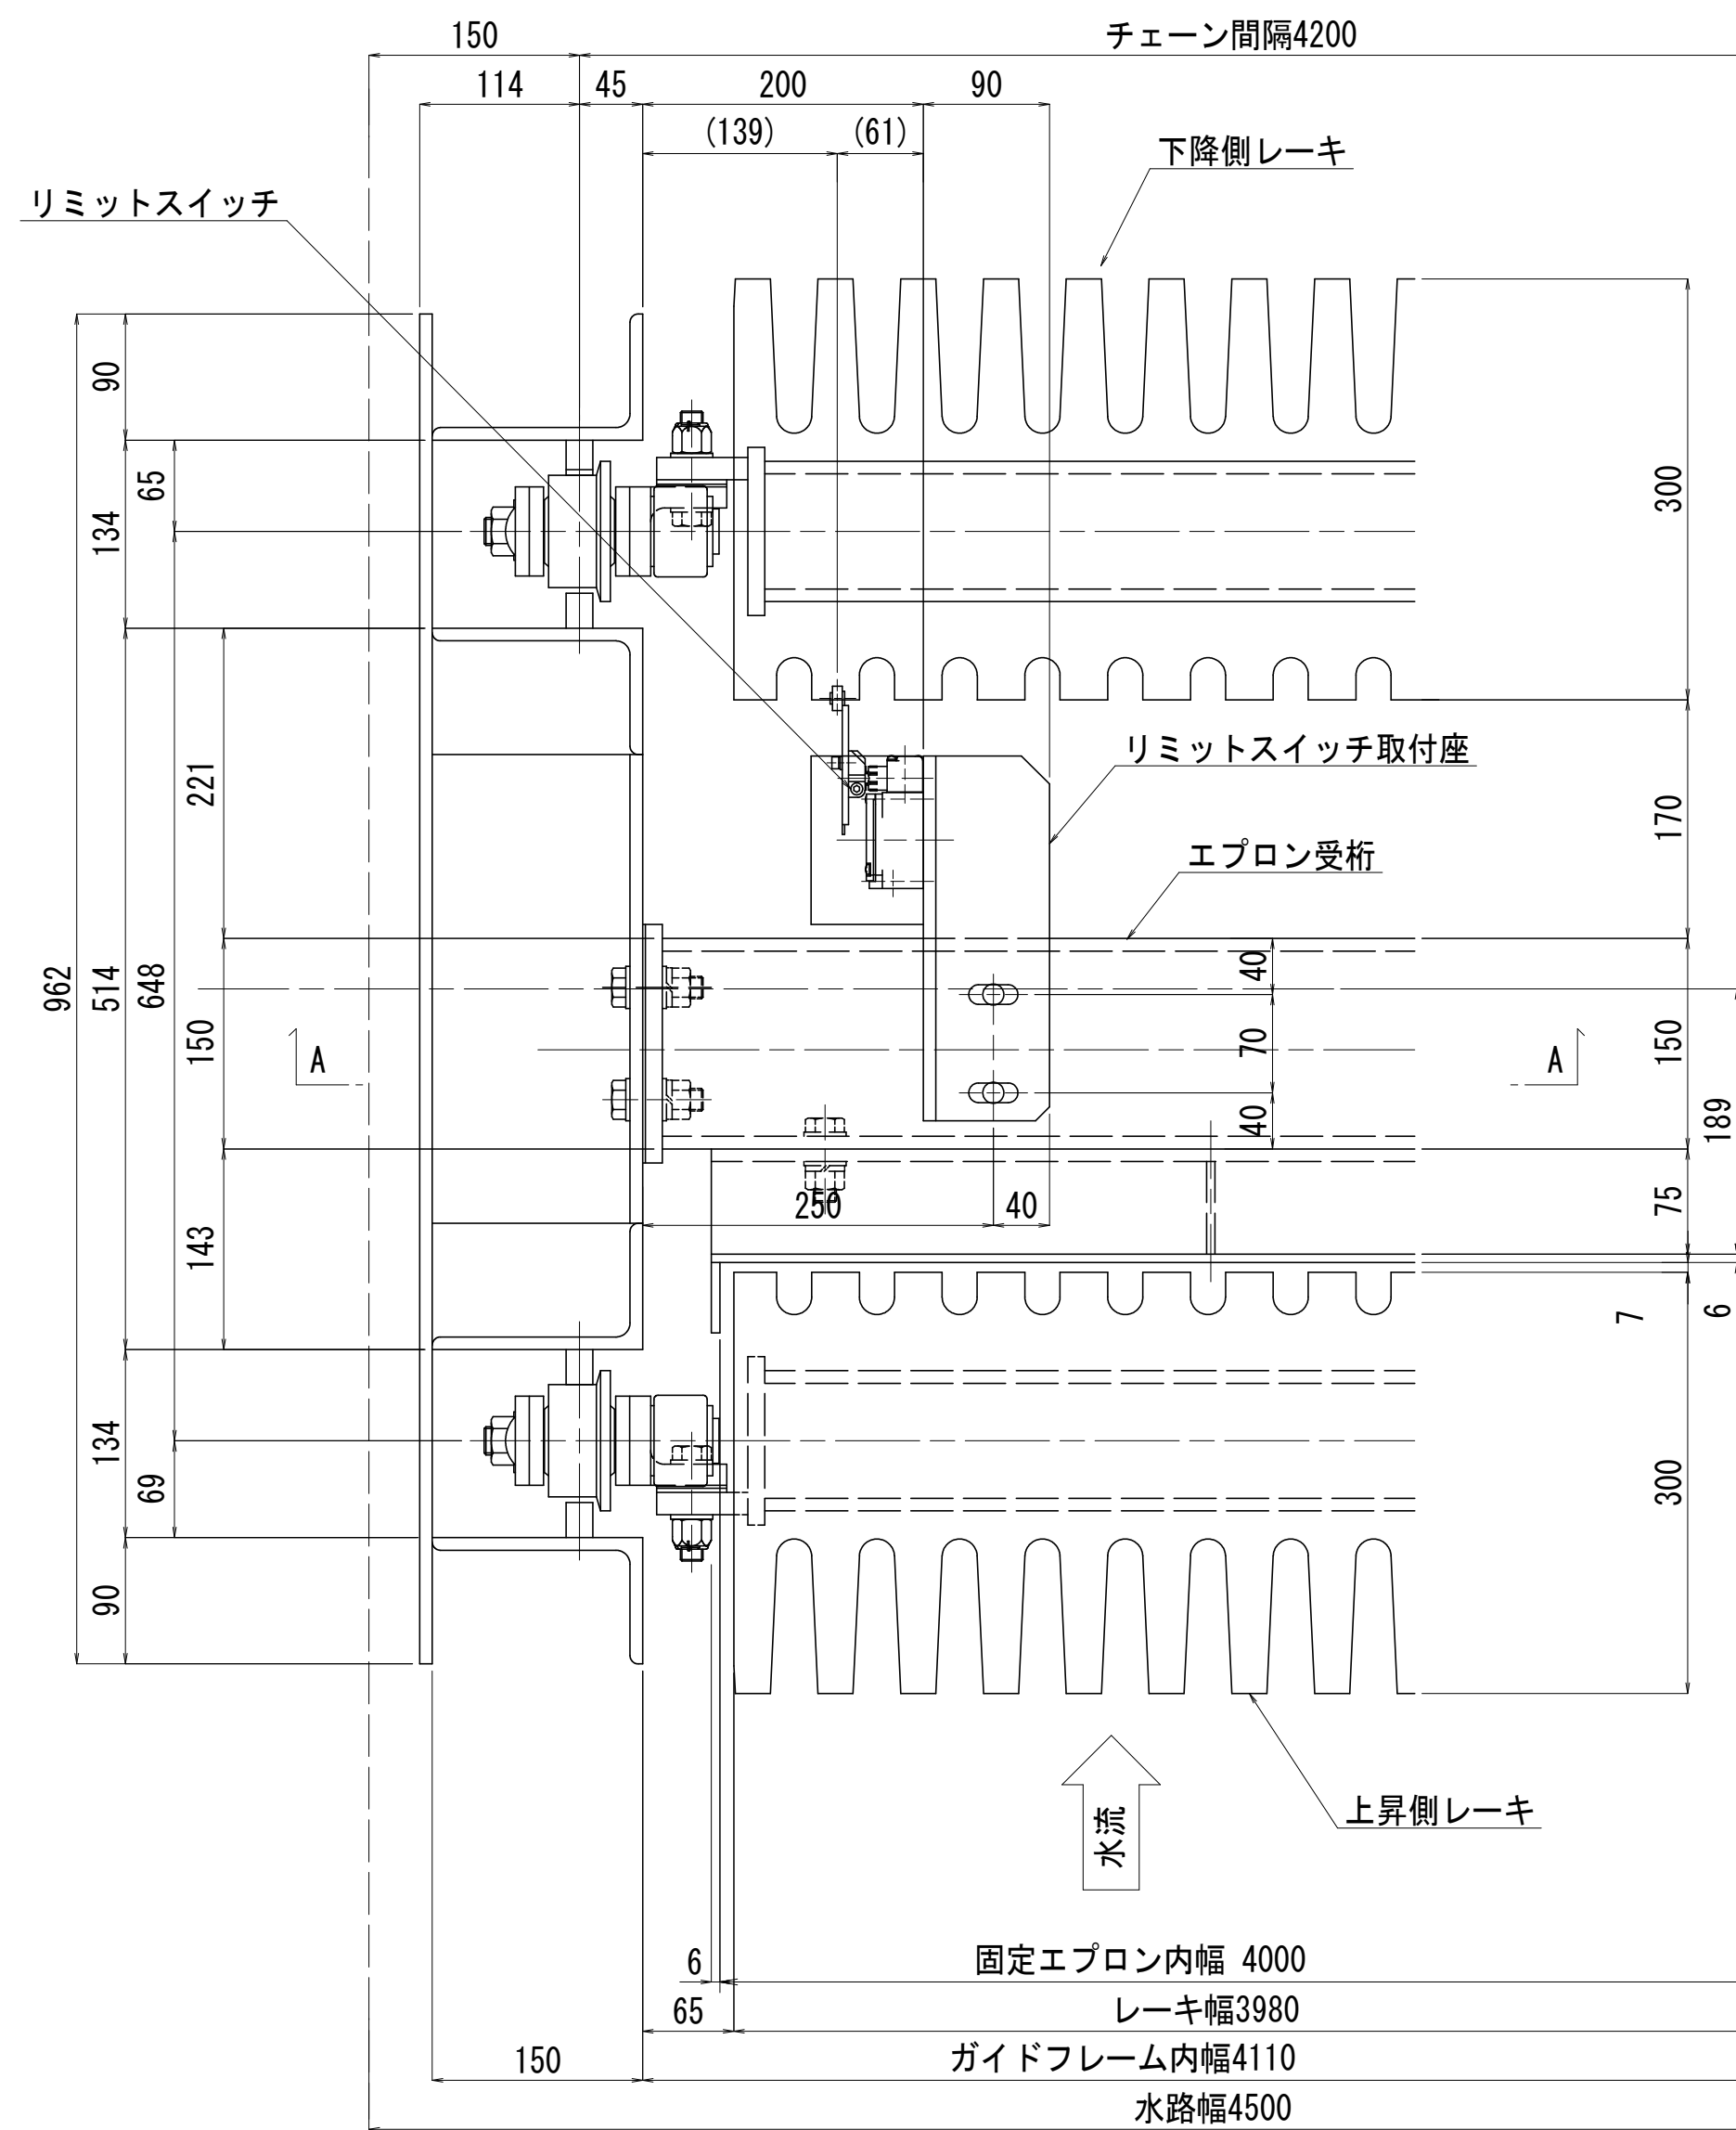 150
チェーン間隔4200
114
45
200
90
(139)
(61)
下降側レーキ
リミットスイッチ
90
65
134
300
221
リミットスイッチ取付座
170
エプロン受桁
962
514
648
150
40
70
40
150
189
A
A
250
40
75
143
7
6
134
69
300
90
上昇側レーキ
水流
6
固定エプロン内幅 4000
65
レーキ幅3980
150
ガイドフレーム内幅4110
水路幅4500